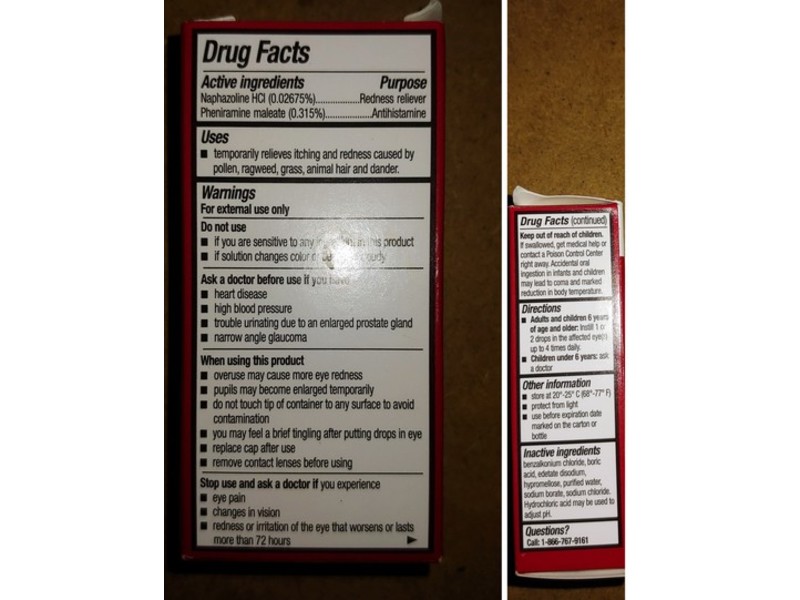 Drug Facts
Active ingredients Purpose
Naphazoline HCl (0.02675%)..................Redness reliever
Pheniramine maleate (0.315%)...................Antihistamine
Uses
■ temporarily relieves itching and redness caused by
pollen, ragweed, grass, animal hair and dander.
Warnings
For external use only
Do not use
■ if you are sensitive to any in this product
■ if solution changes color or
Ask a doctor before use if you have
■ heart disease
■ high blood pressure
■ trouble urinating due to an enlarged prostate gland
■ narrow angle glaucoma
When using this product
■ overuse may cause more eye redness
■ pupils may become enlarged temporarily
■ do not touch tip of container to any surface to avoid
contamination
■ you may feel a brief tingling after putting drops in eye
■ replace cap after use
■ remove contact lenses before using
Stop use and ask a doctor if you experience
■ eye pain
■ changes in vision
■ redness or irritation of the eye that worsens or lasts
more than 72 hours
Drug Facts (continued)
Keep out of reach of children.
If swallowed, get medical help or
contact a Poison Control Center
right away. Accidental oral
ingestion in infants and children
may lead to coma and marked
reduction in body temperature.
Directions
■ Adults and children 6 years
of age and older: Instill 1 or
2 drops in the affected eye(s)
up to 4 times daily.
■ Children under 6 years: ask
a doctor
Other information
■ store at 20°-25° C (68°-77° F)
■ protect from light
■ use before expiration date
marked on the carton or
bottle
Inactive ingredients
benzalkonium chloride, boric
acid, edetate disodium,
hypromellose, purified water,
sodium borate, sodium chloride.
Hydrochloric acid may be used to
adjust pH.
Questions?
Call: 1-866-767-9161